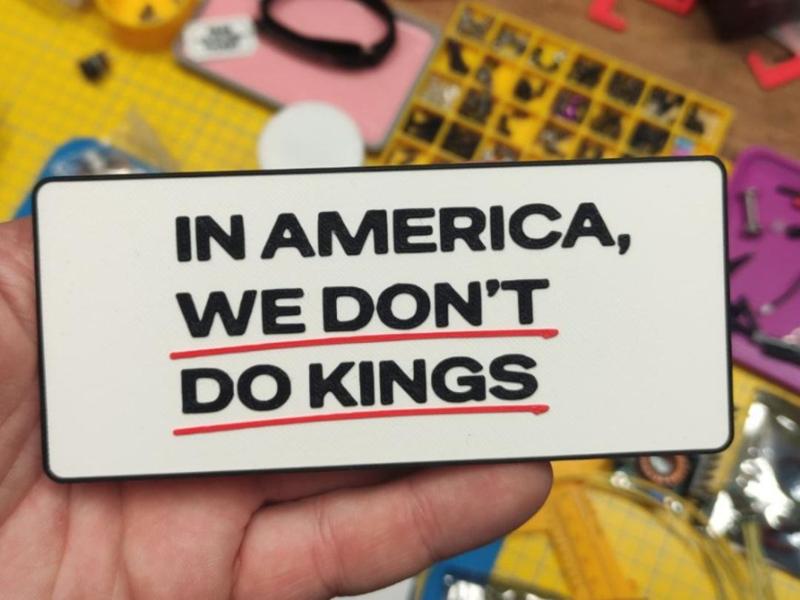 IN AMERICA,
WE DON'T
DO KINGS